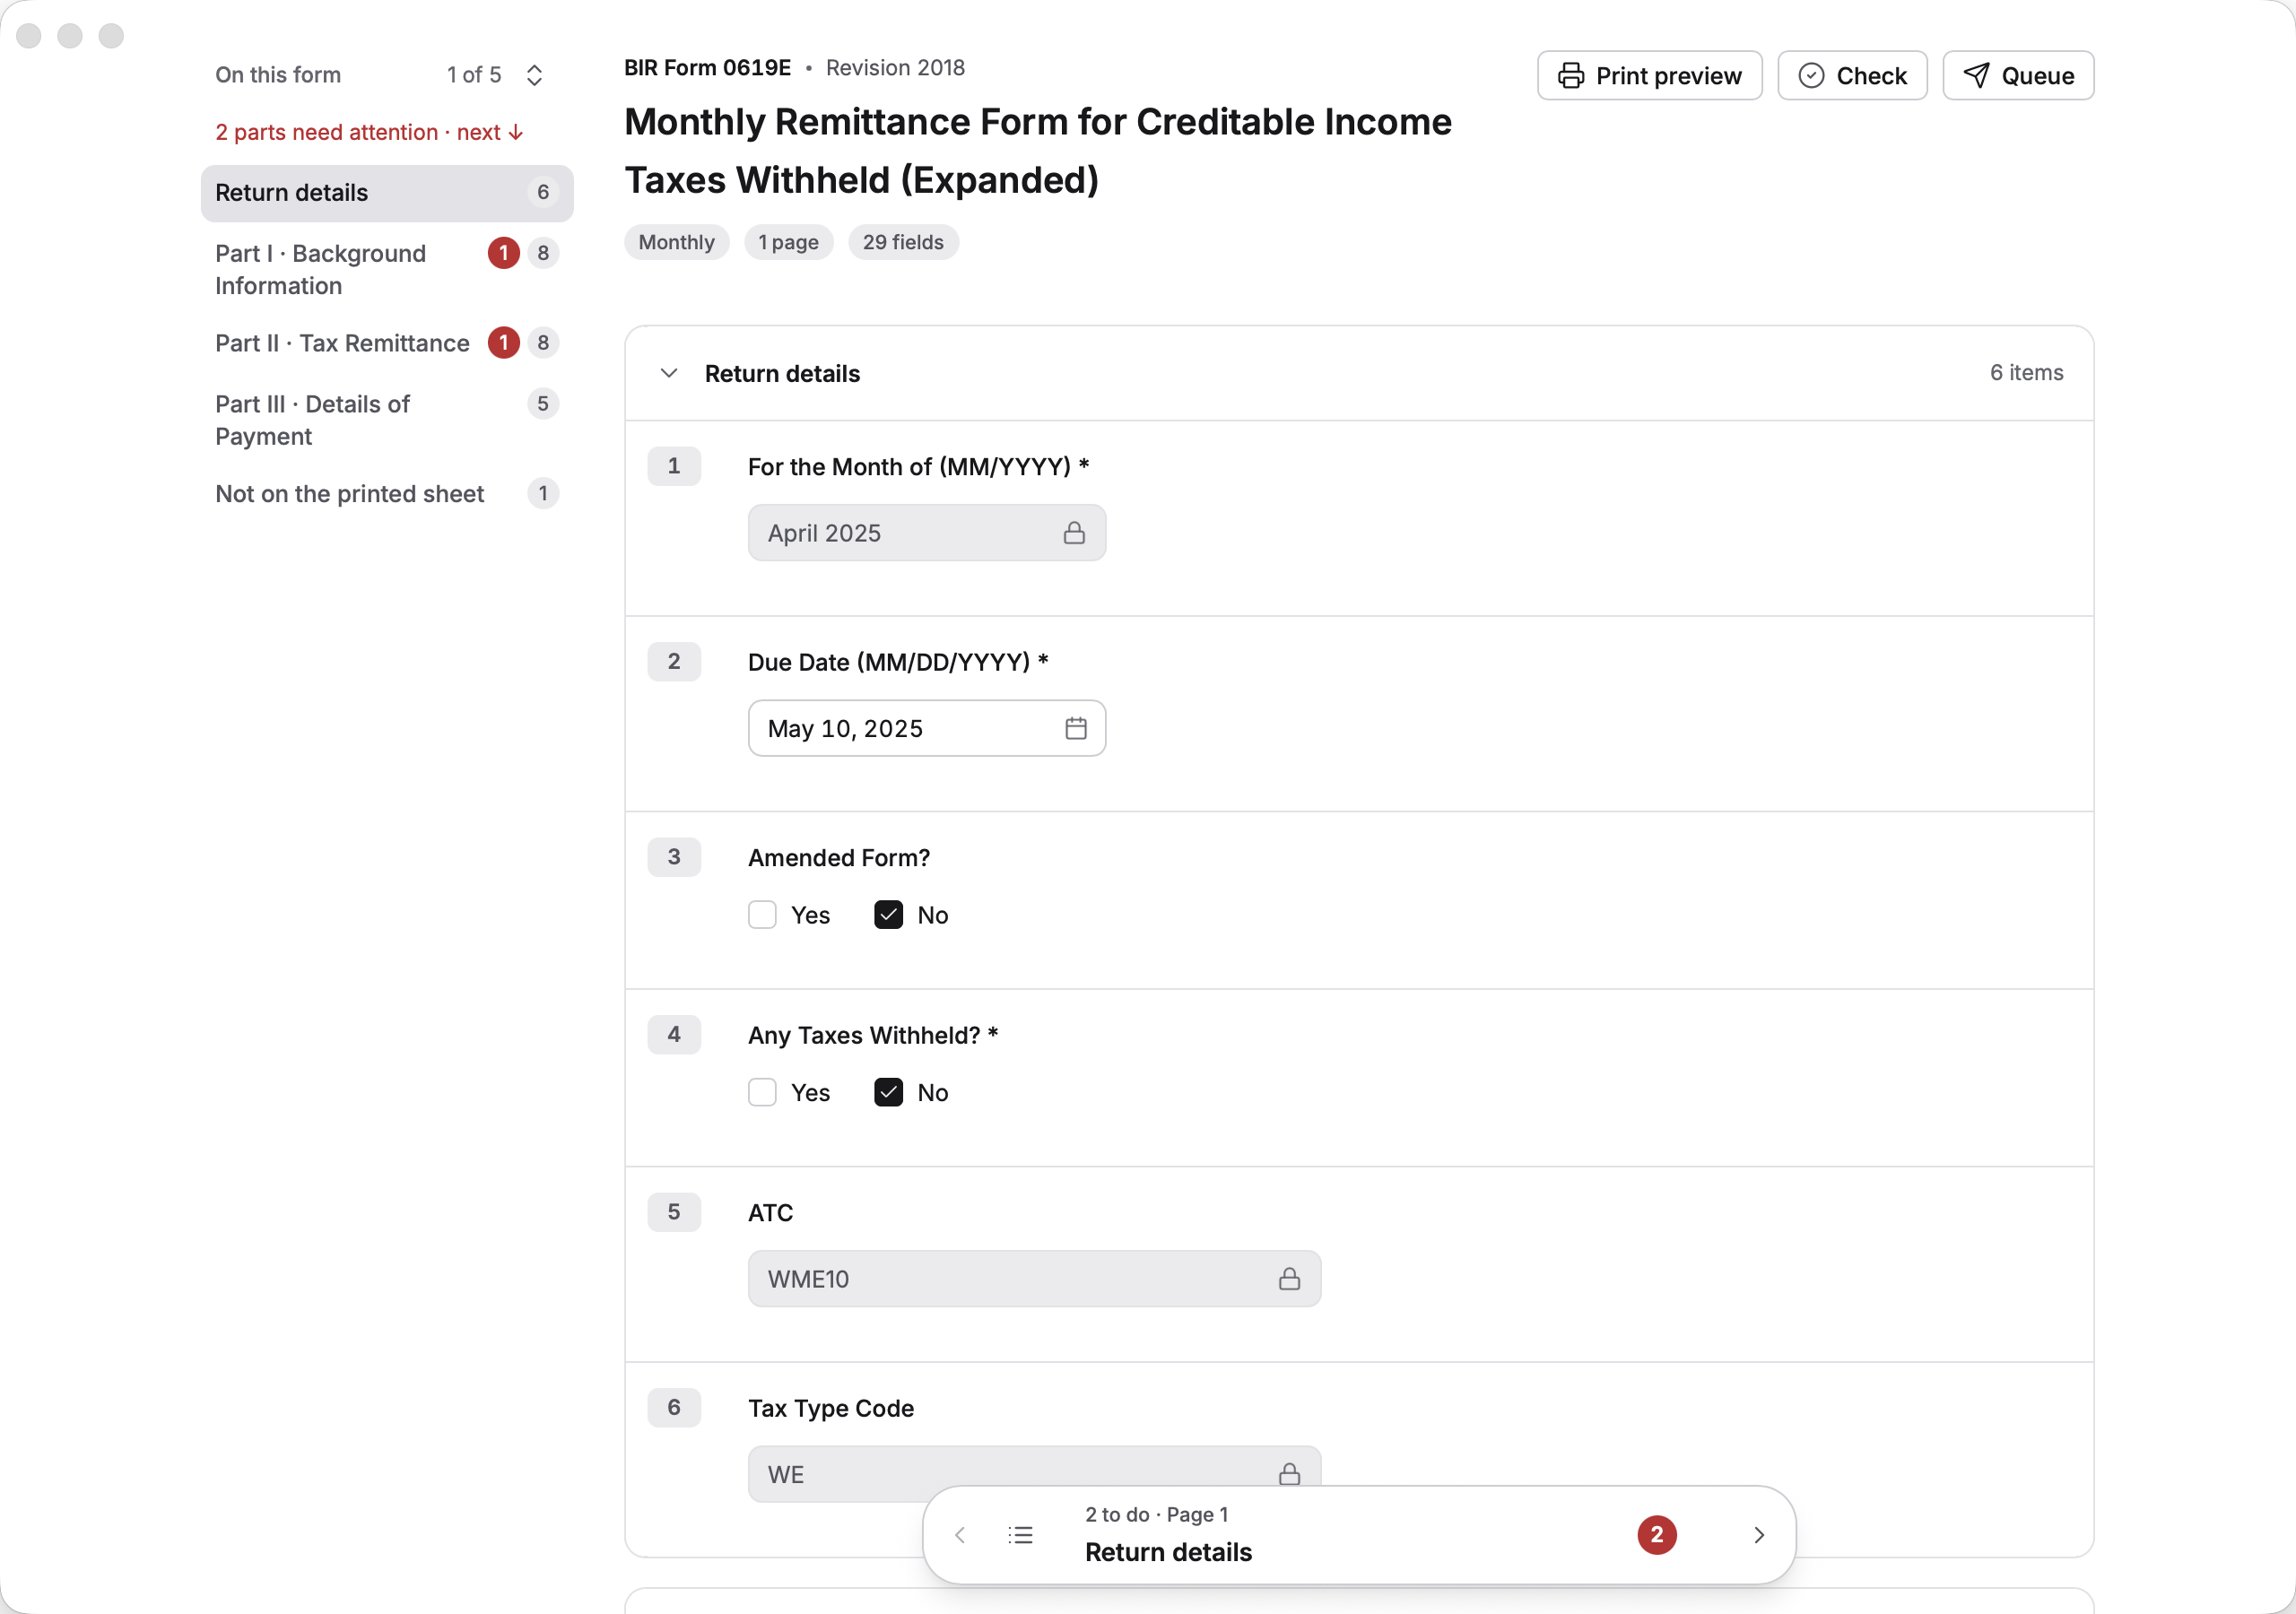 On this form
1 of 5
2 parts need attention · next ↓
Return details 6
Part I · Background 1 8
Information
Part II · Tax Remittance 1 8
Part III · Details of 5
Payment
Not on the printed sheet 1
BIR Form 0619E • Revision 2018
Monthly Remittance Form for Creditable Income
Taxes Withheld (Expanded)
Monthly 1 page 29 fields
Print preview Check Queue
Return details 6 items
1 For the Month of (MM/YYYY) *
April 2025
2 Due Date (MM/DD/YYYY) *
May 10, 2025
3 Amended Form?
Yes No
4 Any Taxes Withheld? *
Yes No
5 ATC
WME10
6 Tax Type Code
WE
2 to do · Page 1
Return details
2